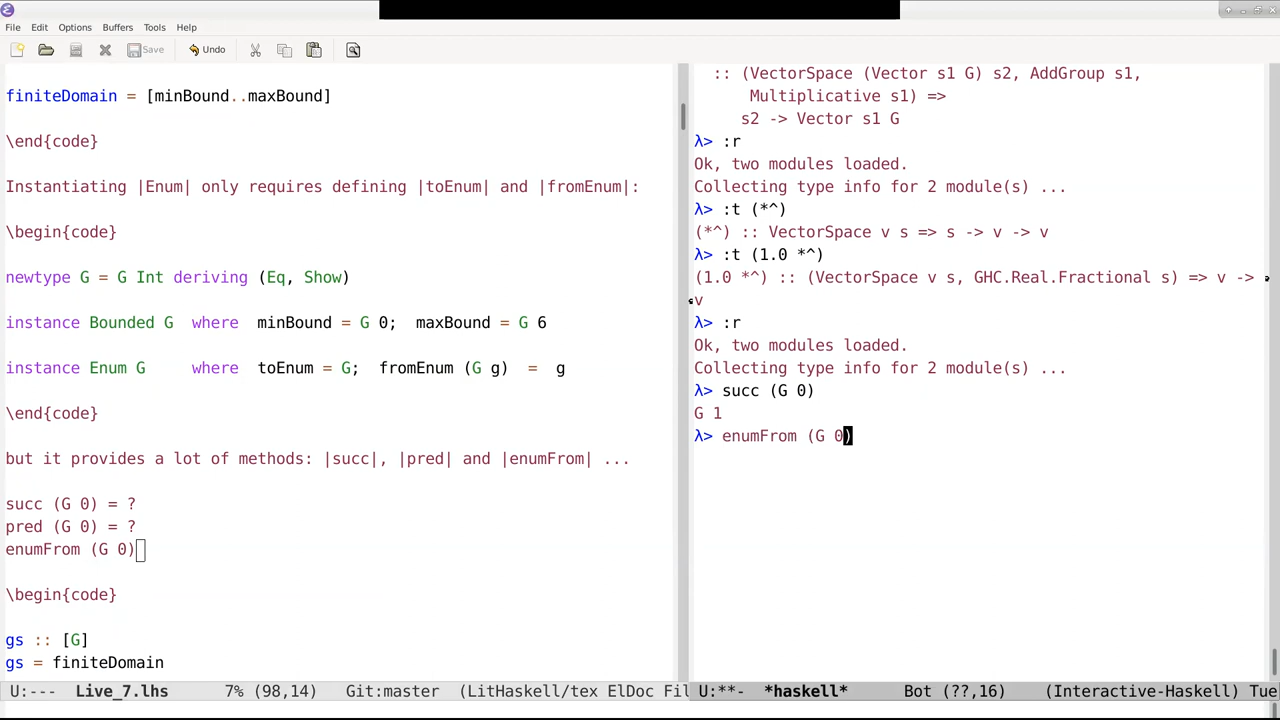 File Edit Options Buffers Tools Help
Save Undo
finiteDomain = [minBound..maxBound]
\end{code}
Instantiating |Enum| only requires defining |toEnum| and |fromEnum|:
\begin{code}
newtype G = G Int deriving (Eq, Show)
instance Bounded G where minBound = G 0; maxBound = G 6
instance Enum G where toEnum = G; fromEnum (G g) = g
\end{code}
but it provides a lot of methods: |succ|, |pred| and |enumFrom| ...
succ (G 0) = ?
pred (G 0) = ?
enumFrom (G 0)
\begin{code}
gs :: [G]
gs = finiteDomain
U:--- Live_7.lhs 7% (98,14) Git:master (LitHaskell/tex ElDoc Fil
:: (VectorSpace (Vector s1 G) s2, AddGroup s1,
Multiplicative s1) =>
s2 -> Vector s1 G
λ> :r
Ok, two modules loaded.
Collecting type info for 2 module(s) ...
λ> :t (*^)
(*^) :: VectorSpace v s => s -> v -> v
λ> :t (1.0 *^)
(1.0 *^) :: (VectorSpace v s, GHC.Real.Fractional s) => v ->
v
λ> :r
Ok, two modules loaded.
Collecting type info for 2 module(s) ...
λ> succ (G 0)
G 1
λ> enumFrom (G 0)
U:**- *haskell* Bot (??,16) (Interactive-Haskell) Tue